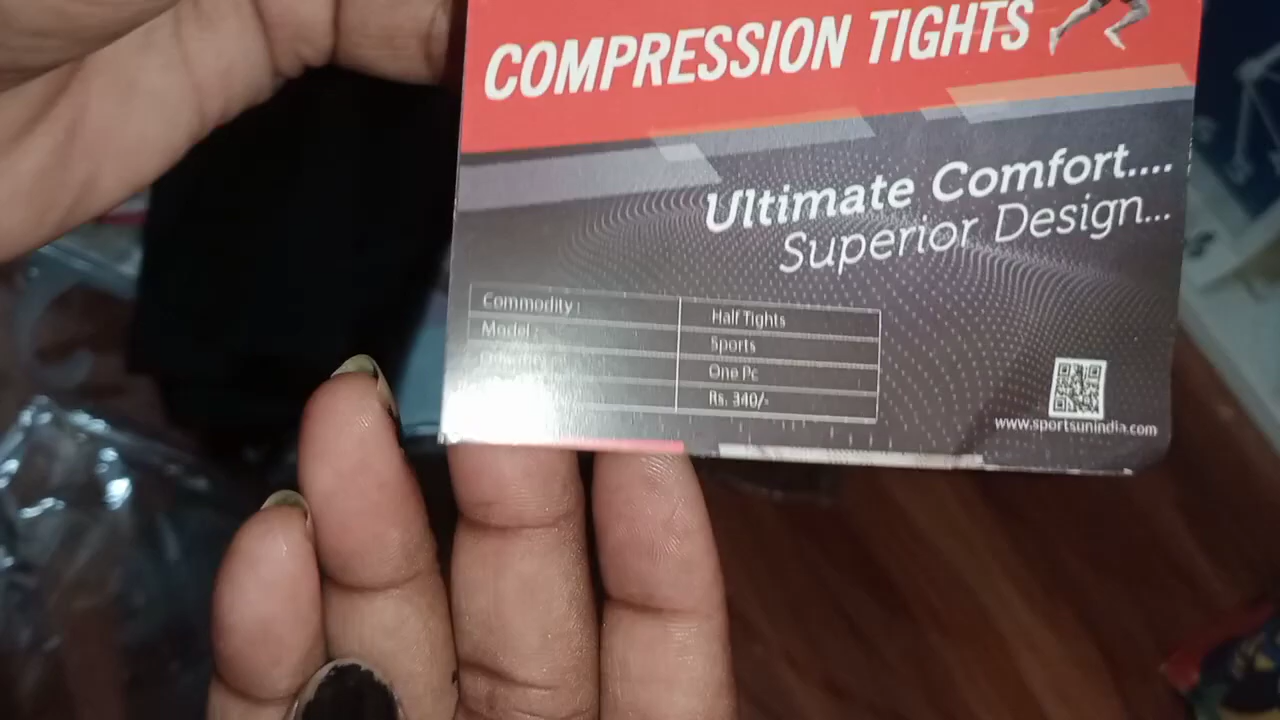 COMPRESSION TIGHTS
Ultimate Comfort....
Superior Design...
Commodity : Half Tights
Model : Sports
One Pc
Rs. 340/-
www.sportsunindia.com